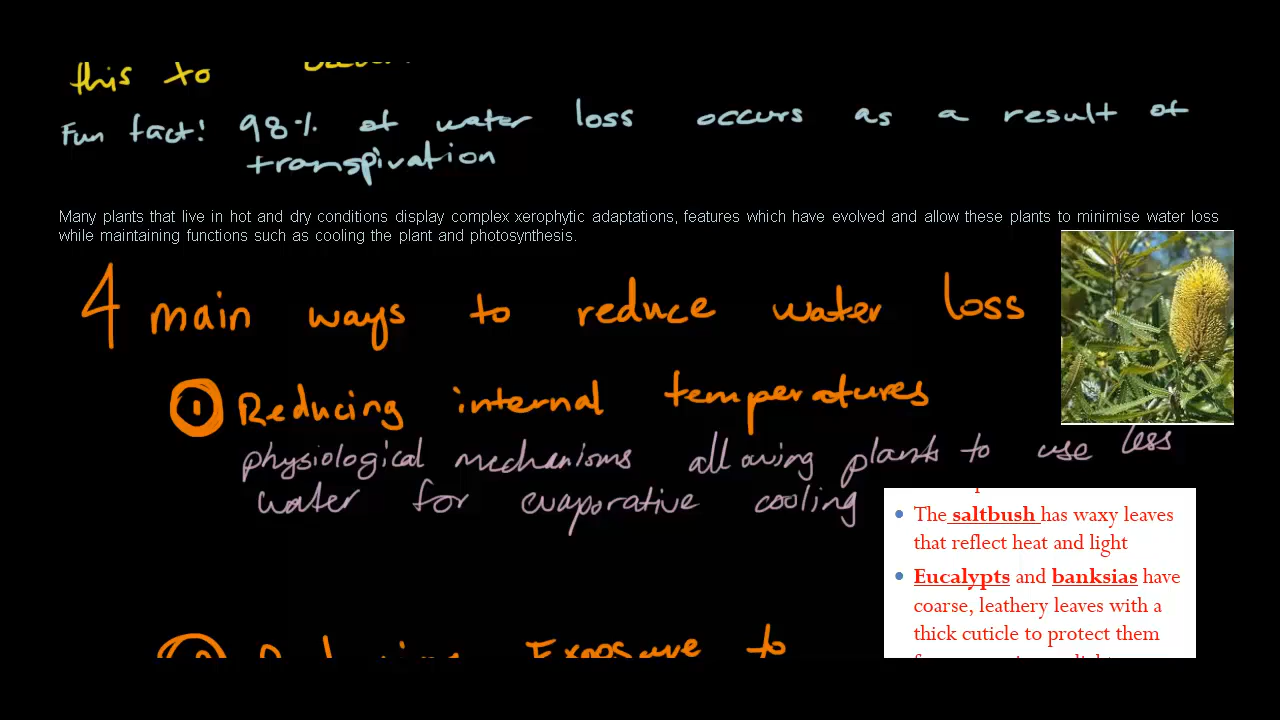 this to
Fun fact! 98% of water loss occurs as a result of
transpiration
Many plants that live in hot and dry conditions display complex xerophytic adaptations, features which have evolved and allow these plants to minimise water loss
while maintaining functions such as cooling the plant and photosynthesis.
4 main ways to reduce water loss
1 Reducing internal temperatures
physiological mechanisms allowing plants to use less
water for evaporative cooling
• The saltbush has waxy leaves
that reflect heat and light
• Eucalypts and banksias have
coarse, leathery leaves with a
thick cuticle to protect them
Reducing Exposure to